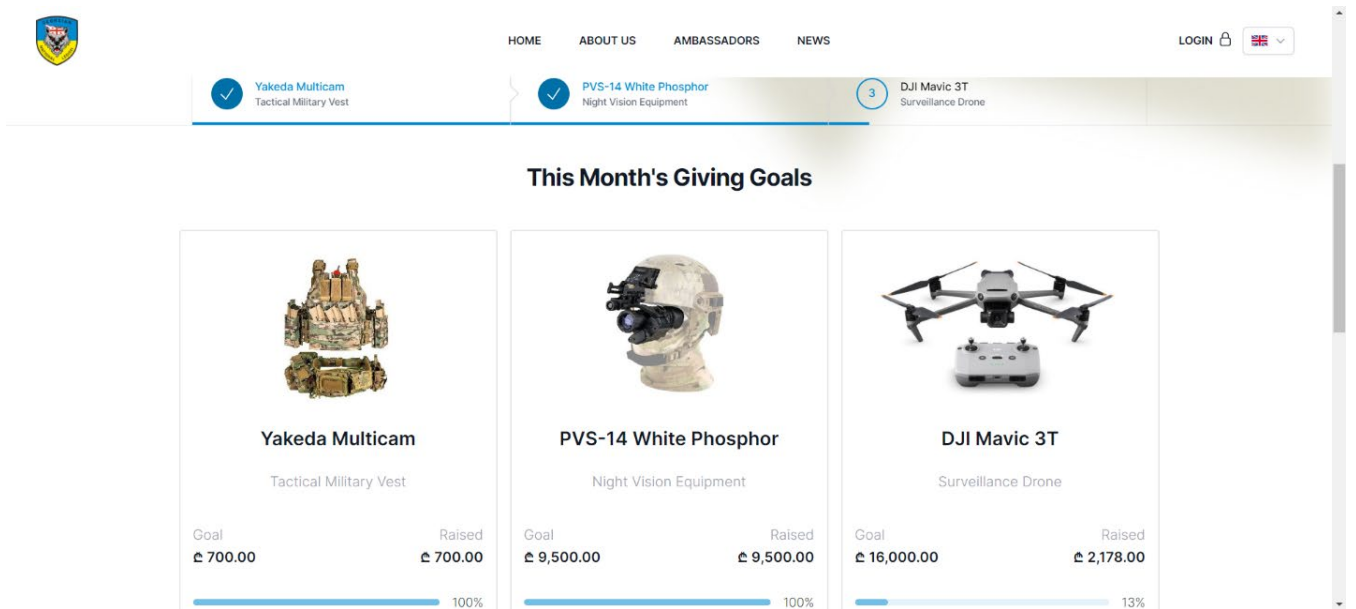 HOME ABOUT US AMBASSADORS NEWS LOGIN
Yakeda Multicam
Tactical Military Vest
PVS-14 White Phosphor
Night Vision Equipment
3
DJI Mavic 3T
Surveillance Drone
This Month's Giving Goals
Yakeda Multicam
Tactical Military Vest
Goal Raised
₾ 700.00 ₾ 700.00
100%
PVS-14 White Phosphor
Night Vision Equipment
Goal Raised
₾ 9,500.00 ₾ 9,500.00
100%
DJI Mavic 3T
Surveillance Drone
Goal Raised
₾ 16,000.00 ₾ 2,178.00
13%